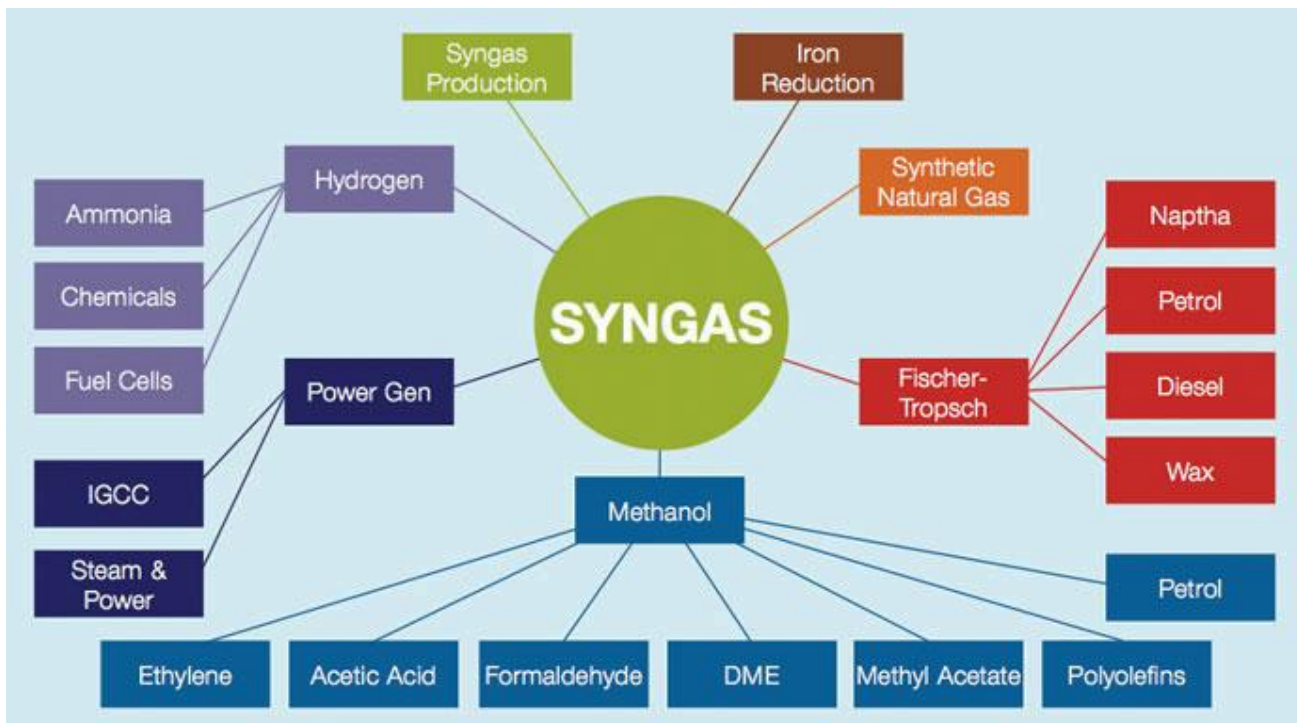 Syngas
Production
Iron
Reduction
Hydrogen
Synthetic
Natural Gas
Ammonia
Naptha
Chemicals
Petrol
SYNGAS
Fuel Cells
Power Gen
Fischer-
Tropsch
Diesel
IGCC
Wax
Methanol
Steam &
Power
Petrol
Ethylene
Acetic Acid
Formaldehyde
DME
Methyl Acetate
Polyolefins